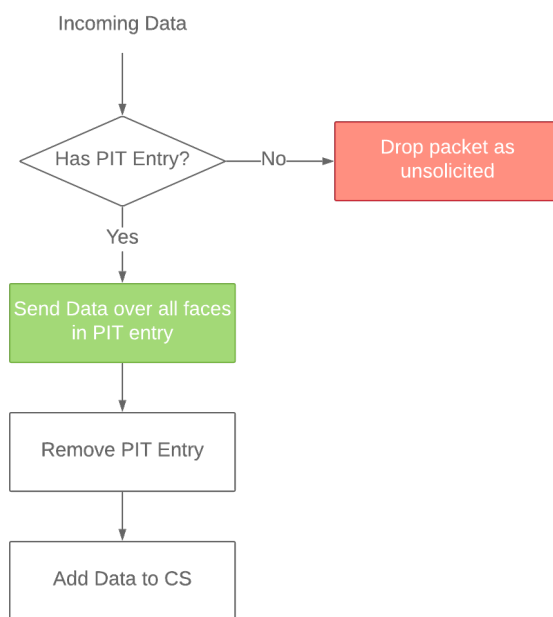 Incoming Data
Has PIT Entry?
No
Drop packet as
unsolicited
Yes
Send Data over all faces
in PIT entry
Remove PIT Entry
Add Data to CS